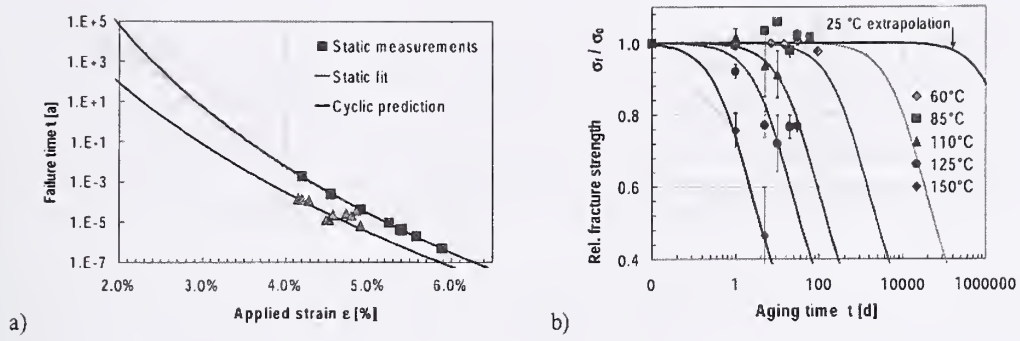 1.E+5
1.E+3
1.E+1
1.E-1
1.E-3
1.E-5
1.E-7
Failure time t [a]
Static measurements
Static fit
Cyclic prediction
2.0% 3.0% 4.0% 5.0% 6.0%
Applied strain ε [%]
a)
1.0
0.8
0.6
0.4
Rel. fracture strength σf / σ0
25 °C extrapolation
60°C
85°C
110°C
125°C
150°C
0 1 100 10000 1000000
Aging time t [d]
b)